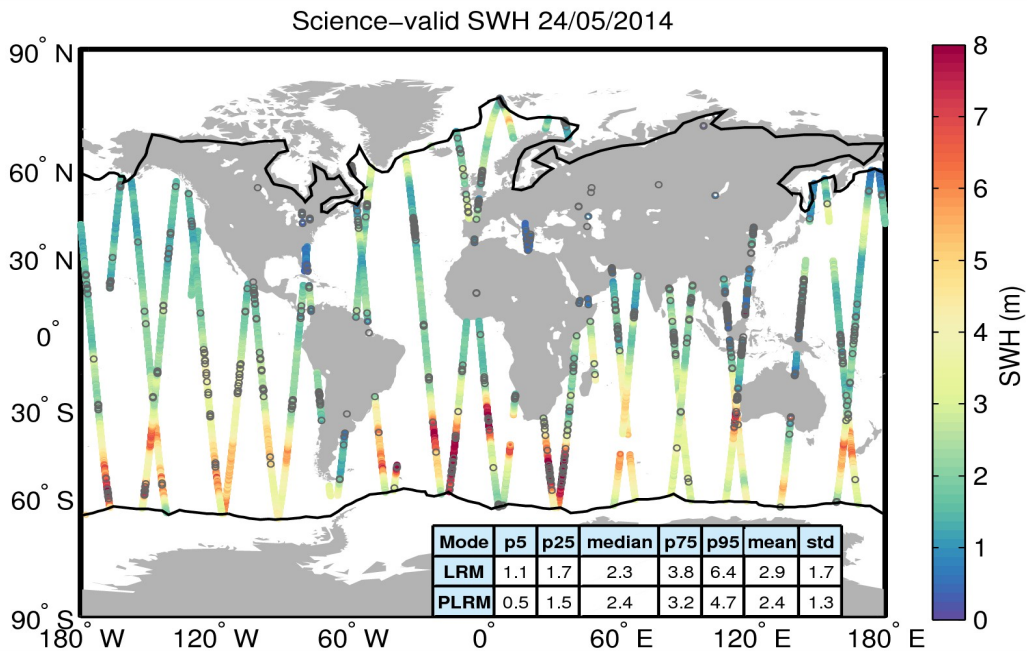 Science−valid SWH 24/05/2014
90° N
60° N
30° N
0°
30° S
60° S
90° S
180° W
120° W
60° W
0°
60° E
120° E
180° E
Mode p5 p25 median p75 p95 mean std
LRM 1.1 1.7 2.3 3.8 6.4 2.9 1.7
PLRM 0.5 1.5 2.4 3.2 4.7 2.4 1.3
8
7
6
5
4
3
2
1
0
SWH (m)